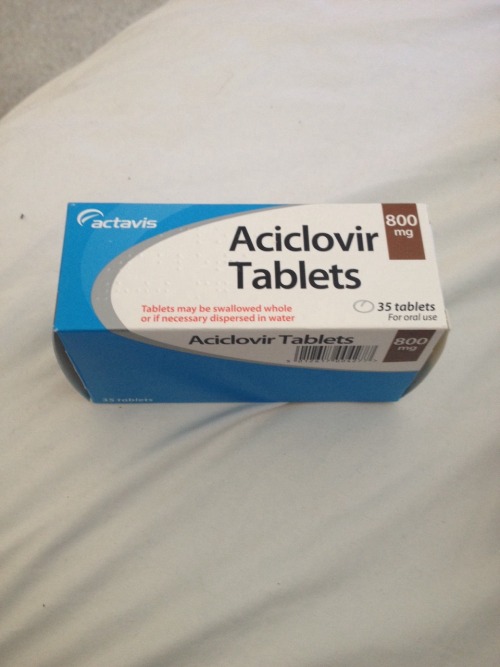 actavis
Aciclovir
Tablets
800
mg
Tablets may be swallowed whole
or if necessary dispersed in water
35 tablets
For oral use
Aciclovir Tablets
800
mg
35 tablets